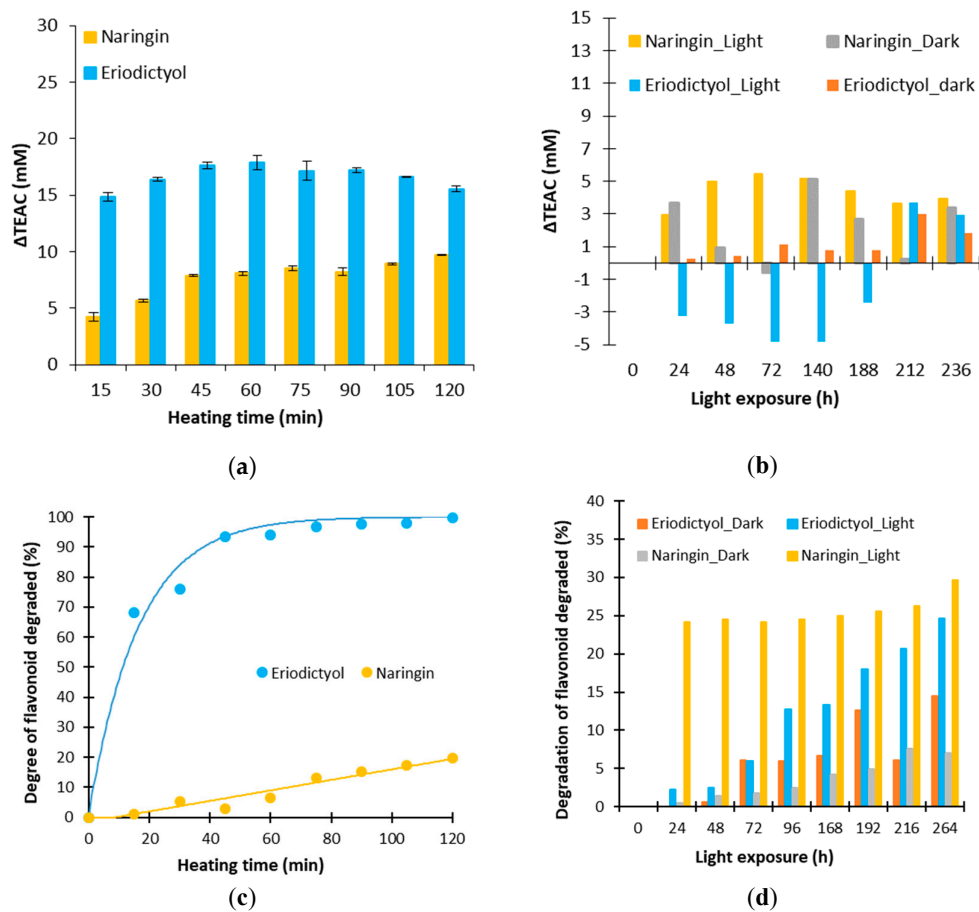 30
25
20
15
10
5
0
ΔTEAC (mM)
Naringin
Eriodictyol
15 30 45 60 75 90 105 120
Heating time (min)
(a)
15
13
11
9
7
5
3
1
-1
-3
-5
ΔTEAC (mM)
Naringin_Light Naringin_Dark
Eriodictyol_Light Eriodictyol_dark
0 24 48 72 140 188 212 236
Light exposure (h)
(b)
100
90
80
70
60
50
40
30
20
10
0
Degree of flavonoid degraded (%)
Eriodictyol Naringin
0 20 40 60 80 100 120
Heating time (min)
(c)
40
35
30
25
20
15
10
5
0
Degradation of flavonoid degraded (%)
Eriodictyol_Dark Eriodictyol_Light
Naringin_Dark Naringin_Light
0 24 48 72 96 168 192 216 264
Light exposure (h)
(d)